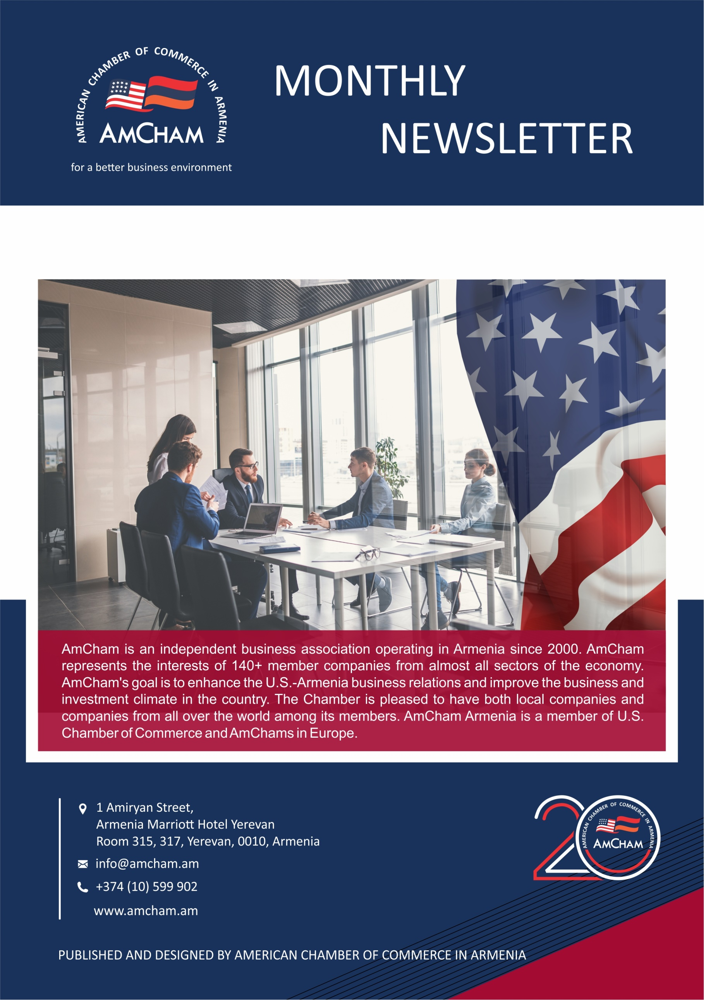 AMERICAN CHAMBER OF COMMERCE IN ARMENIA
AMCHAM
for a better business environment
MONTHLY
NEWSLETTER
AmCham is an independent business association operating in Armenia since 2000. AmCham
represents the interests of 140+ member companies from almost all sectors of the economy.
AmCham's goal is to enhance the U.S.-Armenia business relations and improve the business and
investment climate in the country. The Chamber is pleased to have both local companies and
companies from all over the world among its members. AmCham Armenia is a member of U.S.
Chamber of Commerce and AmChams in Europe.
1 Amiryan Street,
Armenia Marriott Hotel Yerevan
Room 315, 317, Yerevan, 0010, Armenia
info@amcham.am
+374 (10) 599 902
www.amcham.am
20
AMERICAN CHAMBER OF COMMERCE IN ARMENIA
AMCHAM
PUBLISHED AND DESIGNED BY AMERICAN CHAMBER OF COMMERCE IN ARMENIA